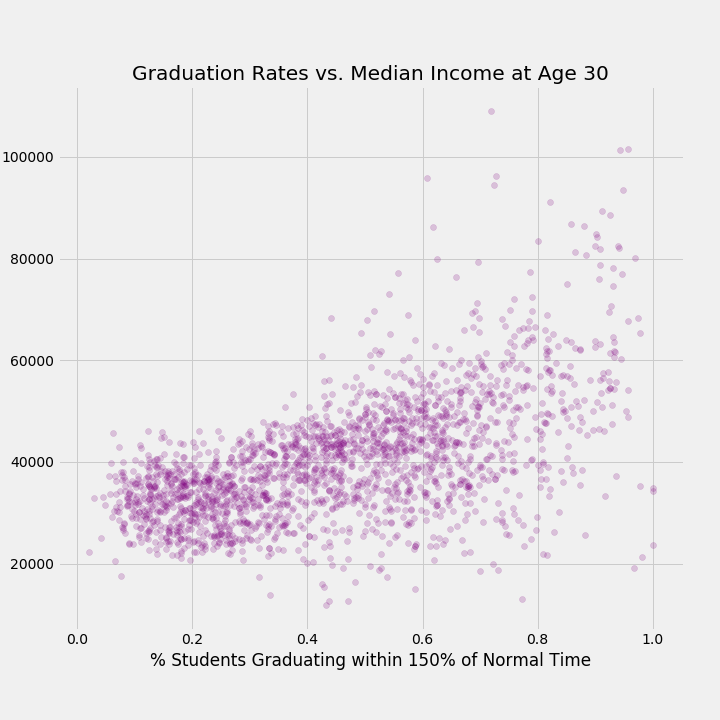 Graduation Rates vs. Median Income at Age 30
100000
80000
60000
40000
20000
0.0 0.2 0.4 0.6 0.8 1.0
% Students Graduating within 150% of Normal Time